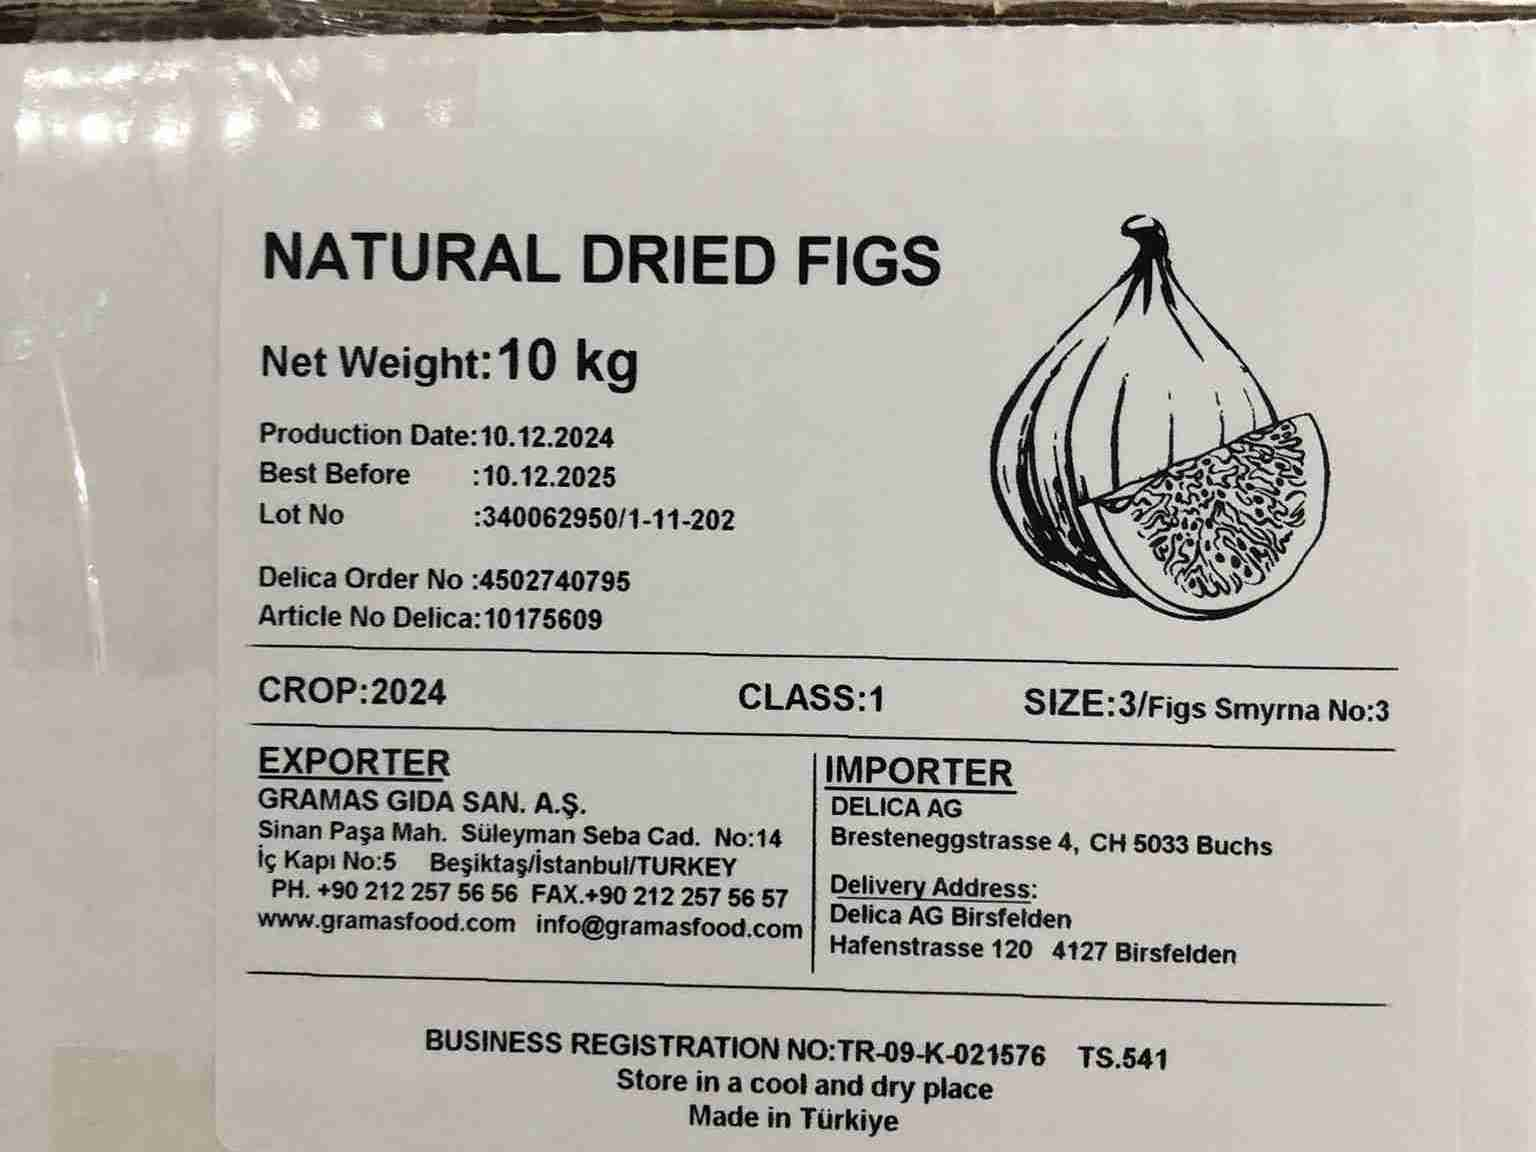 NATURAL DRIED FIGS
Net Weight:10 kg
Production Date:10.12.2024
Best Before :10.12.2025
Lot No :340062950/1-11-202
Delica Order No :4502740795
Article No Delica:10175609
CROP:2024 CLASS:1 SIZE:3/Figs Smyrna No:3
EXPORTER
GRAMAS GIDA SAN. A.Ş.
Sinan Paşa Mah. Süleyman Seba Cad. No:14
İç Kapı No:5 Beşiktaş/İstanbul/TURKEY
PH. +90 212 257 56 56 FAX.+90 212 257 56 57
www.gramasfood.com info@gramasfood.com
IMPORTER
DELICA AG
Bresteneggstrasse 4, CH 5033 Buchs
Delivery Address:
Delica AG Birsfelden
Hafenstrasse 120 4127 Birsfelden
BUSINESS REGISTRATION NO:TR-09-K-021576 TS.541
Store in a cool and dry place
Made in Türkiye